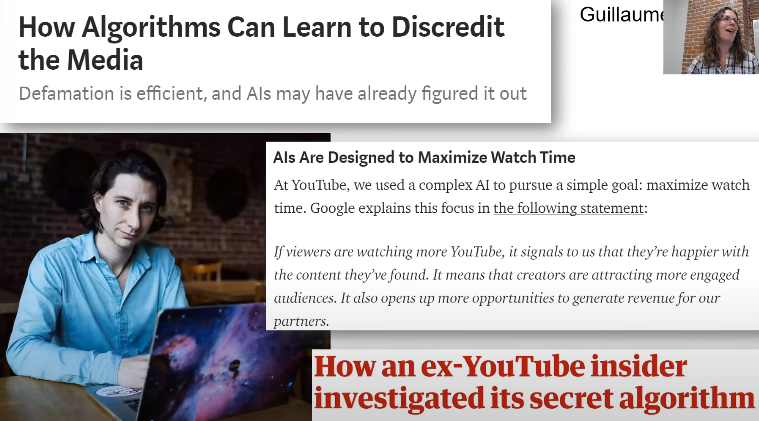 How Algorithms Can Learn to Discredit
the Media
Defamation is efficient, and AIs may have already figured it out
Guillaume
AIs Are Designed to Maximize Watch Time
At YouTube, we used a complex AI to pursue a simple goal: maximize watch
time. Google explains this focus in the following statement:
If viewers are watching more YouTube, it signals to us that they’re happier with
the content they’ve found. It means that creators are attracting more engaged
audiences. It also opens up more opportunities to generate revenue for our
partners.
How an ex-YouTube insider
investigated its secret algorithm